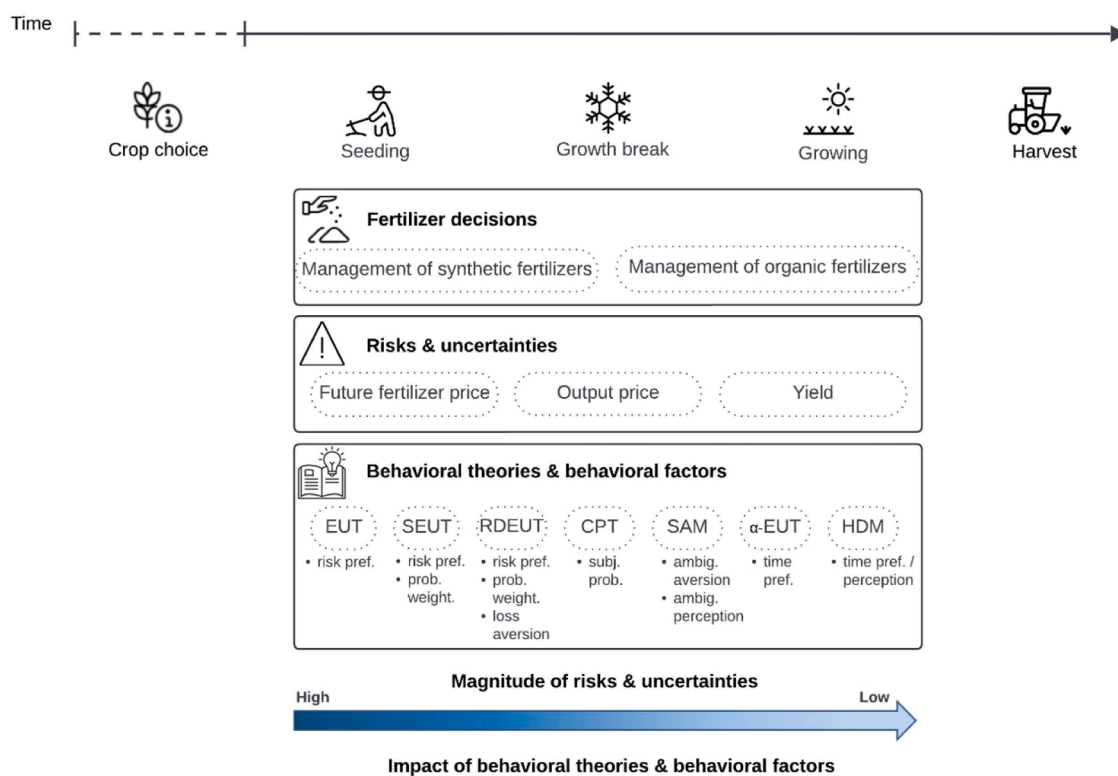 Time
Crop choice
Seeding
Growth break
Growing
Harvest
Fertilizer decisions
Management of synthetic fertilizers
Management of organic fertilizers
Risks & uncertainties
Future fertilizer price
Output price
Yield
Behavioral theories & behavioral factors
EUT
• risk pref.
SEUT
• risk pref.
• prob.
weight.
RDEUT
• risk pref.
• prob.
weight.
• loss
aversion
CPT
• subj.
prob.
SAM
• ambig.
aversion
• ambig.
perception
α-EUT
• time
pref.
HDM
• time pref. /
perception
Magnitude of risks & uncertainties
High
Low
Impact of behavioral theories & behavioral factors